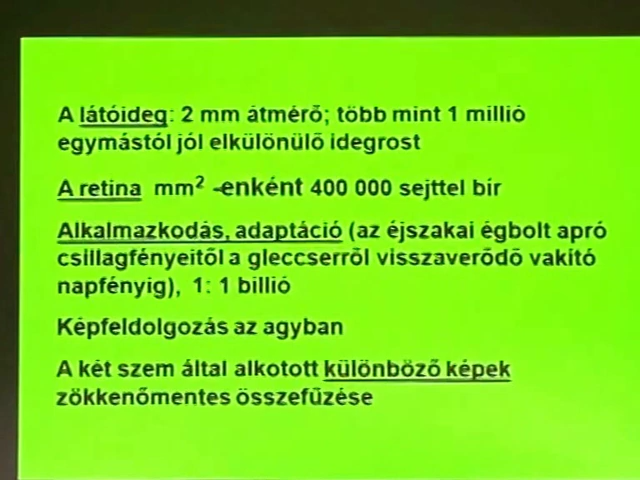 A látóideg: 2 mm átmérő; több mint 1 millió
egymástól jól elkülönülő idegrost
A retina mm² -enként 400 000 sejttel bír
Alkalmazkodás, adaptáció (az éjszakai égbolt apró
csillagfényeitől a gleccserről visszaverődő vakító
napfényig), 1: 1 billió
Képfeldolgozás az agyban
A két szem által alkotott különböző képek
zökkenőmentes összefűzése